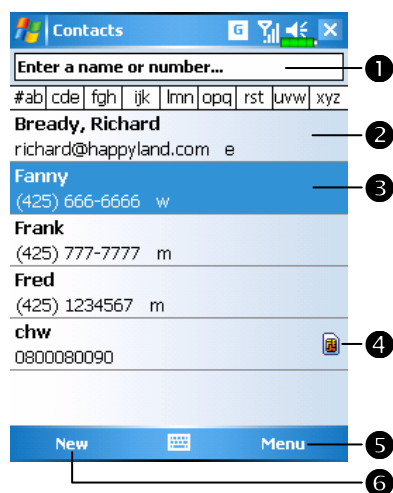 Contacts G
Enter a name or number... 1
#ab cde fgh ijk lmn opq rst uvw xyz
Bready, Richard 2
richard@happyland.com e
Fanny 3
(425) 666-6666 w
Frank
(425) 777-7777 m
Fred
(425) 1234567 m
chw 4
0800080090
New Menu 5
6